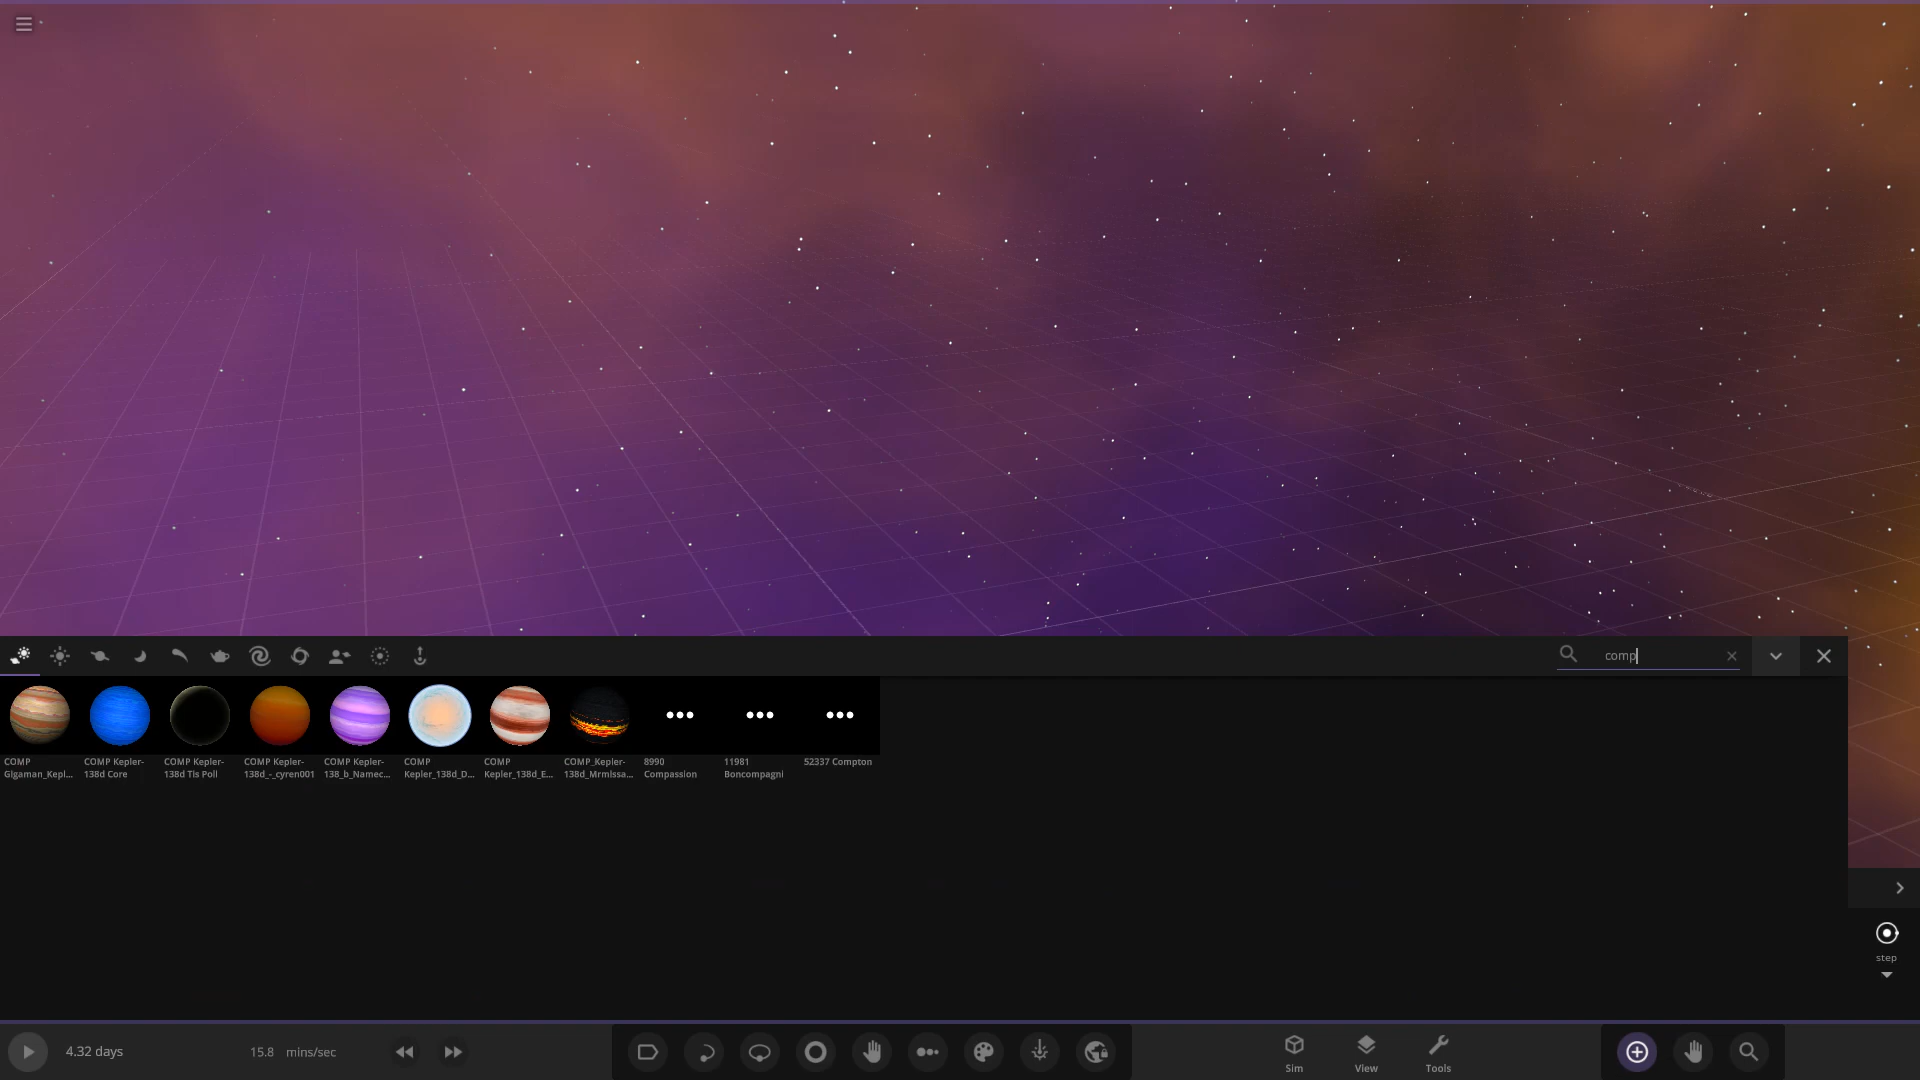 comp
COMP
Glgaman_Kepl...
COMP Kepler-
138d Core
COMP Kepler-
138d TIs Poll
COMP Kepler-
138d_-_cyren001
COMP Kepler-
138_b_Namec...
COMP
Kepler_138d_D...
COMP
Kepler_138d_E...
COMP_Kepler-
138d_Mrmissa...
8990
Compassion
11981
Boncompagni
52337 Compton
step
4.32 days
15.8 mins/sec
Sim
View
Tools